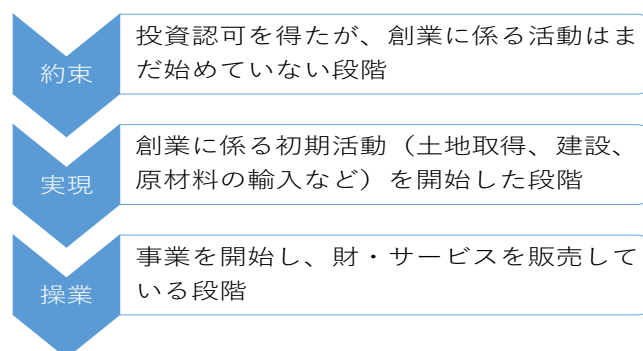 約束
投資認可を得たが、創業に係る活動はま
だ始めていない段階
実現
創業に係る初期活動（土地取得、建設、
原材料の輸入など）を開始した段階
操業
事業を開始し、財・サービスを販売して
いる段階